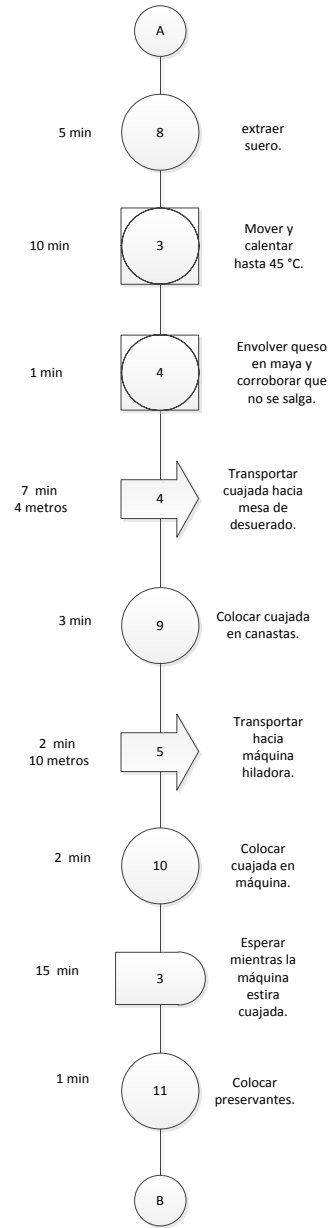 A
5 min
8
extraer
suero.
10 min
3
Mover y
calentar
hasta 45 °C.
1 min
4
Envolver queso
en maya y
corroborar que
no se salga.
7 min
4 metros
4
Transportar
cuajada hacia
mesa de
desuerado.
3 min
9
Colocar cuajada
en canastas.
2 min
10 metros
5
Transportar
hacia
máquina
hiladora.
2 min
10
Colocar
cuajada en
máquina.
15 min
3
Esperar
mientras la
máquina
estira
cuajada.
1 min
11
Colocar
preservantes.
B